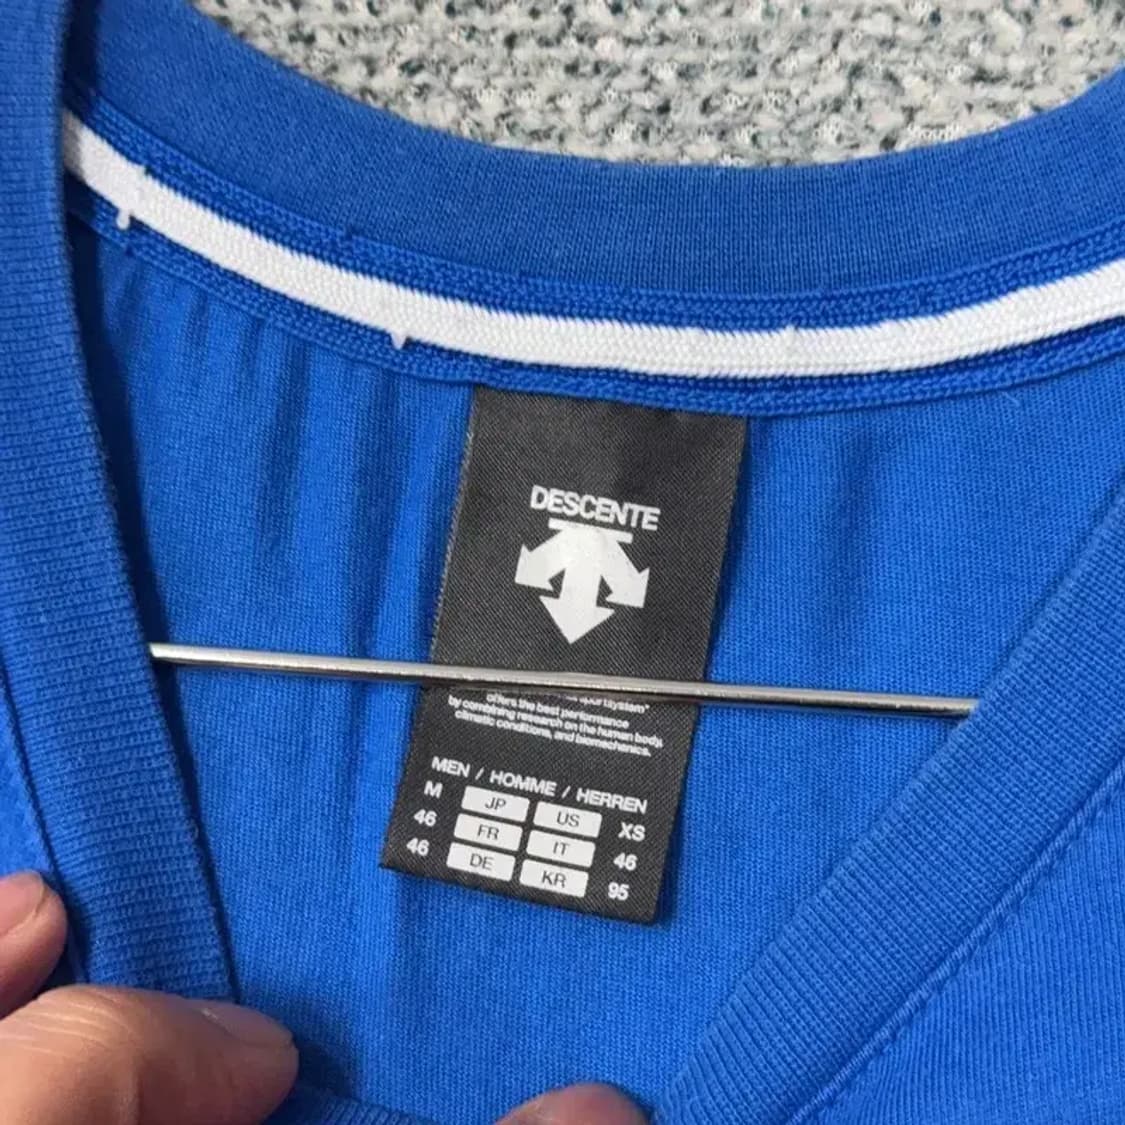 DESCENTE
offers the best performance
by combining research on the human body,
climatic conditions, and biomechanics.
MEN / HOMME / HERREN
M JP US XS
46 FR IT 46
46 DE KR 95